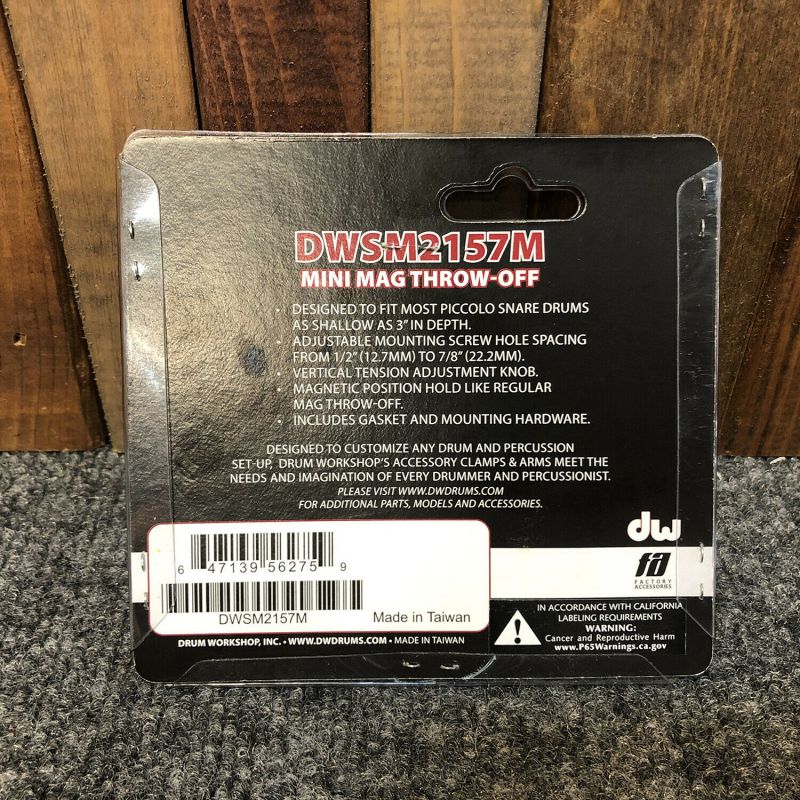 DWSM2157M
MINI MAG THROW-OFF
• DESIGNED TO FIT MOST PICCOLO SNARE DRUMS
AS SHALLOW AS 3" IN DEPTH.
• ADJUSTABLE MOUNTING SCREW HOLE SPACING
FROM 1/2" (12.7MM) TO 7/8" (22.2MM).
• VERTICAL TENSION ADJUSTMENT KNOB.
• MAGNETIC POSITION HOLD LIKE REGULAR
MAG THROW-OFF.
• INCLUDES GASKET AND MOUNTING HARDWARE.
DESIGNED TO CUSTOMIZE ANY DRUM AND PERCUSSION
SET-UP, DRUM WORKSHOP'S ACCESSORY CLAMPS & ARMS MEET THE
NEEDS AND IMAGINATION OF EVERY DRUMMER AND PERCUSSIONIST.
PLEASE VISIT WWW.DWDRUMS.COM
FOR ADDITIONAL PARTS, MODELS AND ACCESSORIES.
dw
fa
FACTORY
ACCESSORIES
6 47139 56275 9
DWSM2157M Made in Taiwan
DRUM WORKSHOP, INC. • WWW.DWDRUMS.COM • MADE IN TAIWAN
IN ACCORDANCE WITH CALIFORNIA
LABELING REQUIREMENTS
WARNING:
Cancer and Reproductive Harm
www.P65Warnings.ca.gov